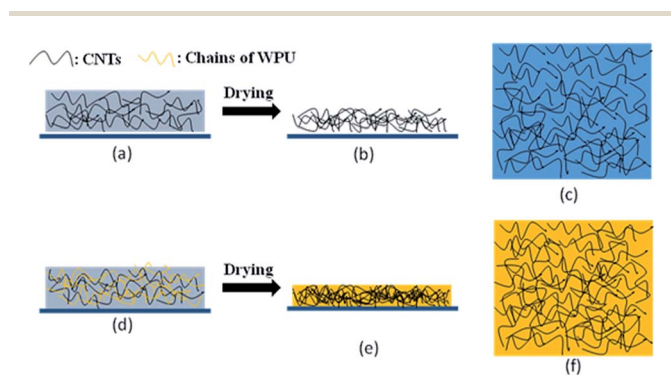 : CNTs : Chains of WPU
Drying
(a)
(b)
(c)
Drying
(d)
(e)
(f)